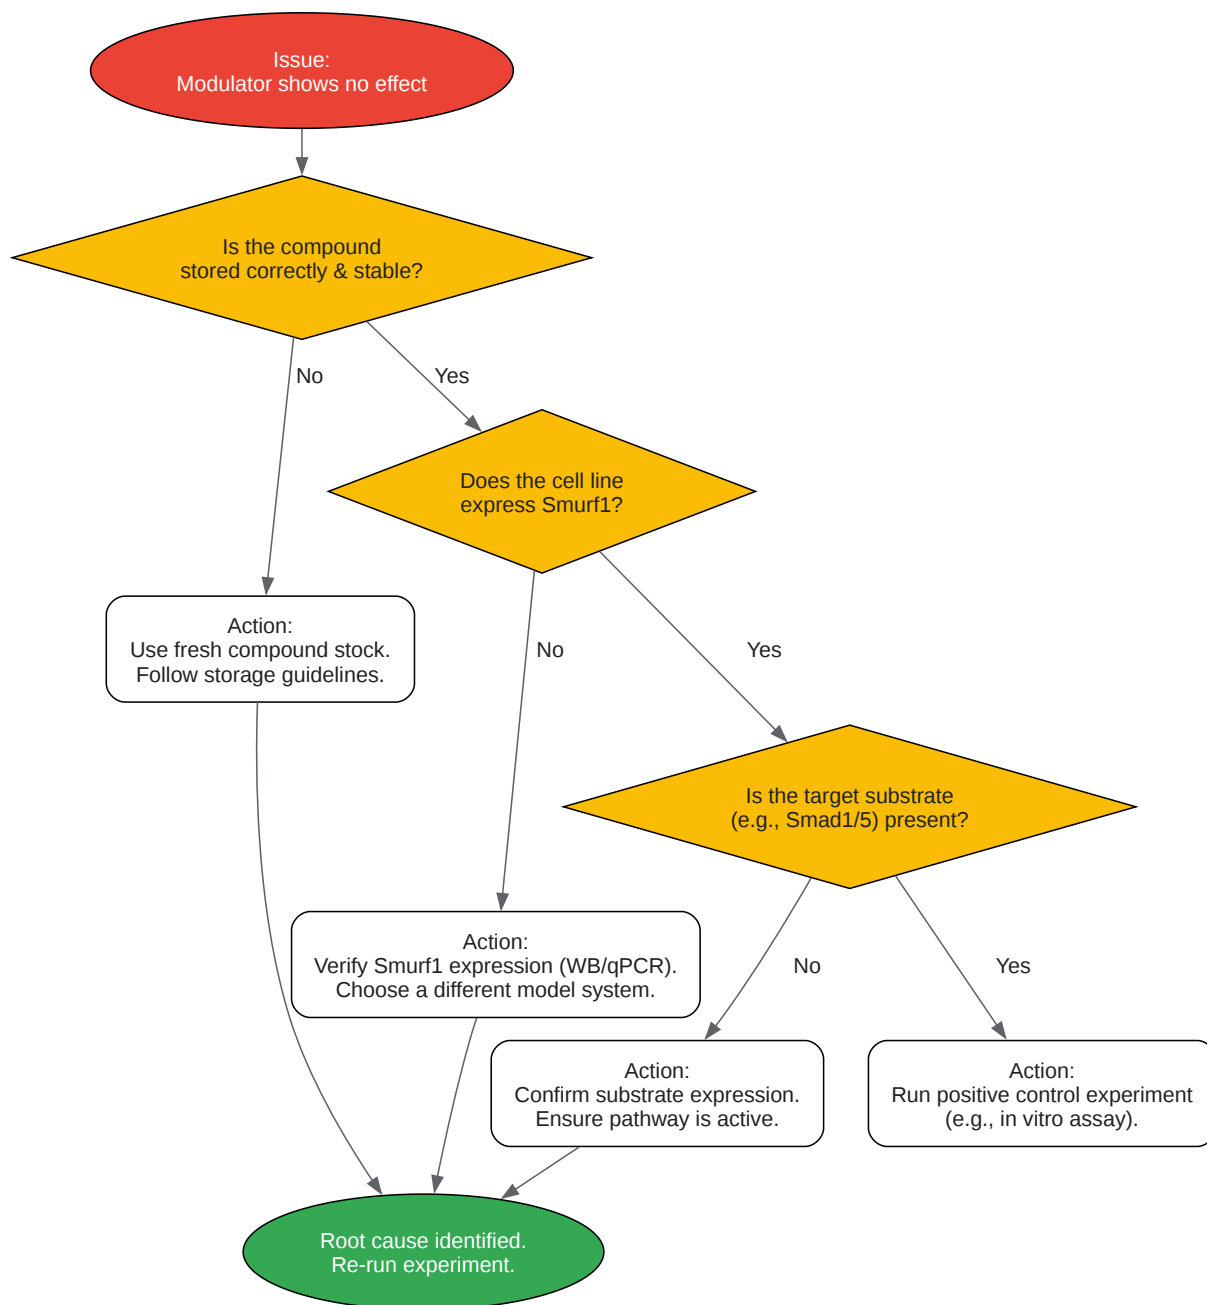 Issue:
Modulator shows no effect
Is the compound
stored correctly & stable?
No
Yes
Does the cell line
express Smurf1?
Action:
Use fresh compound stock.
Follow storage guidelines.
No
Yes
Is the target substrate
(e.g., Smad1/5) present?
Action:
Verify Smurf1 expression (WB/qPCR).
Choose a different model system.
No
Yes
Action:
Confirm substrate expression.
Ensure pathway is active.
Action:
Run positive control experiment
(e.g., in vitro assay).
Root cause identified.
Re-run experiment.